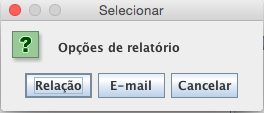 Selecionar
Opções de relatório
Relação E-mail Cancelar